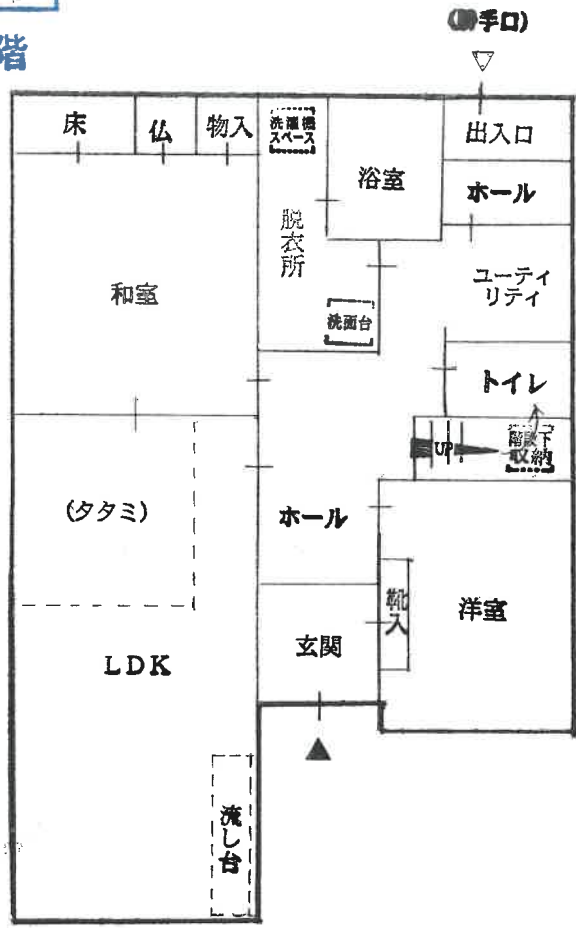 階
手口)
床
仏
物入
洗濯機
スペース
浴室
出入口
ホール
脱衣所
ユーティ
リティ
和室
洗面台
トイレ
UP
階段下
収納
(タタミ)
ホール
靴入
洋室
玄関
LDK
流し台